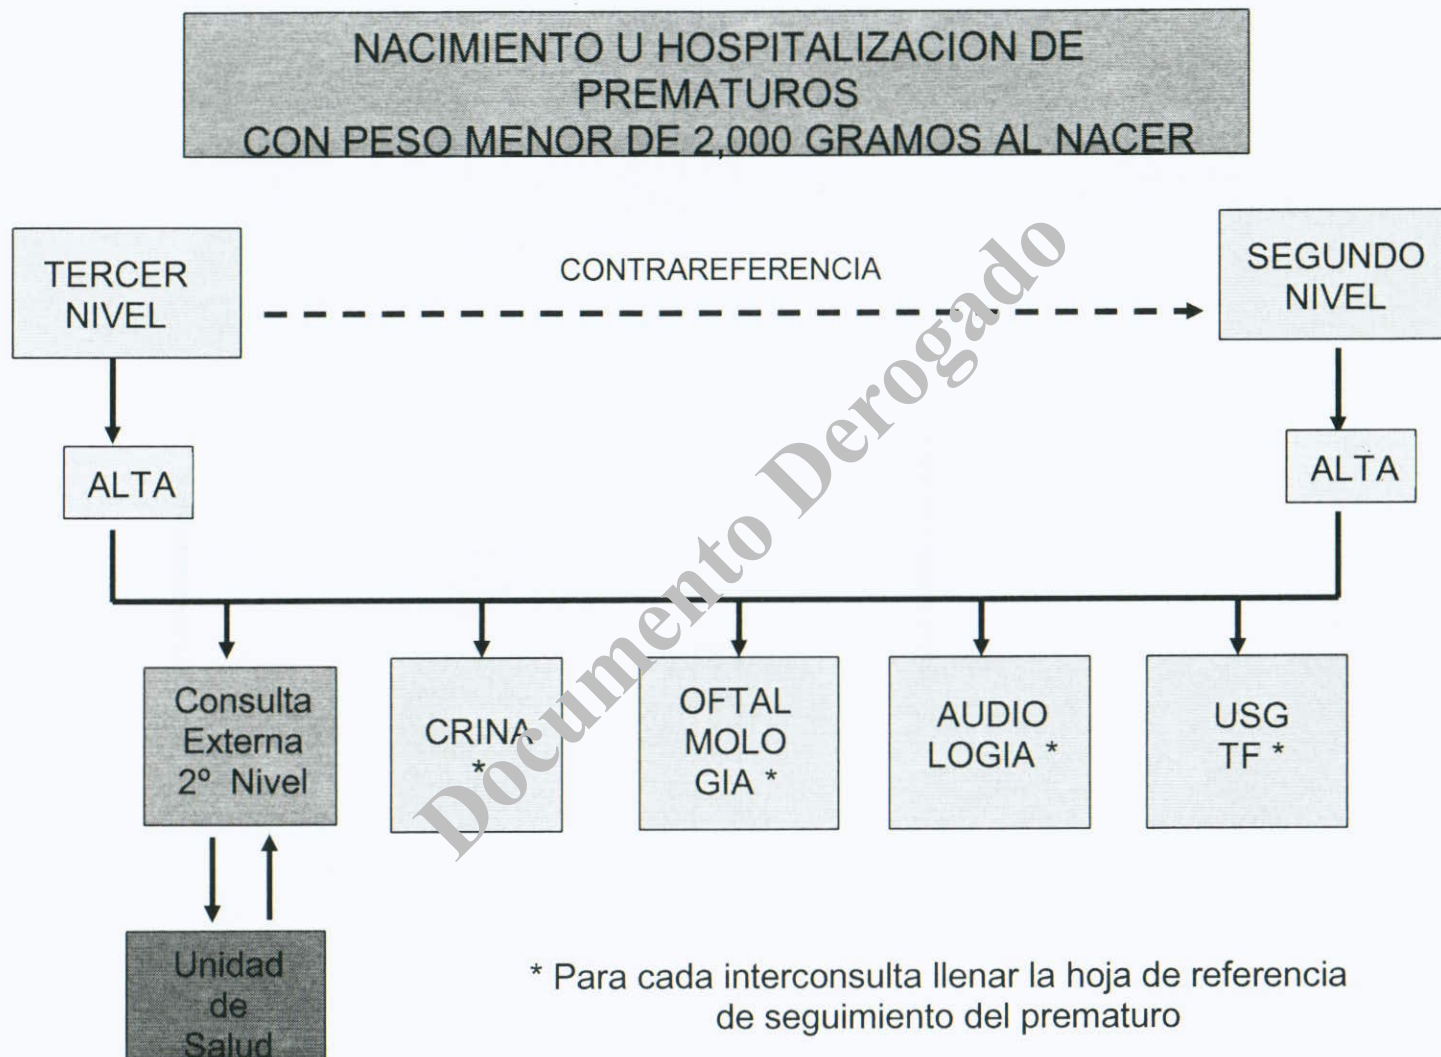 NACIMIENTO U HOSPITALIZACION DE
PREMATUROS
CON PESO MENOR DE 2,000 GRAMOS AL NACER
TERCER
NIVEL
CONTRAREFERENCIA
SEGUNDO
NIVEL
ALTA
ALTA
Consulta
Externa
2º Nivel
CRINA
*
OFTAL
MOLO
GIA *
AUDIO
LOGIA *
USG
TF *
Unidad
de
Salud
* Para cada interconsulta llenar la hoja de referencia
de seguimiento del prematuro
Documento Derogado